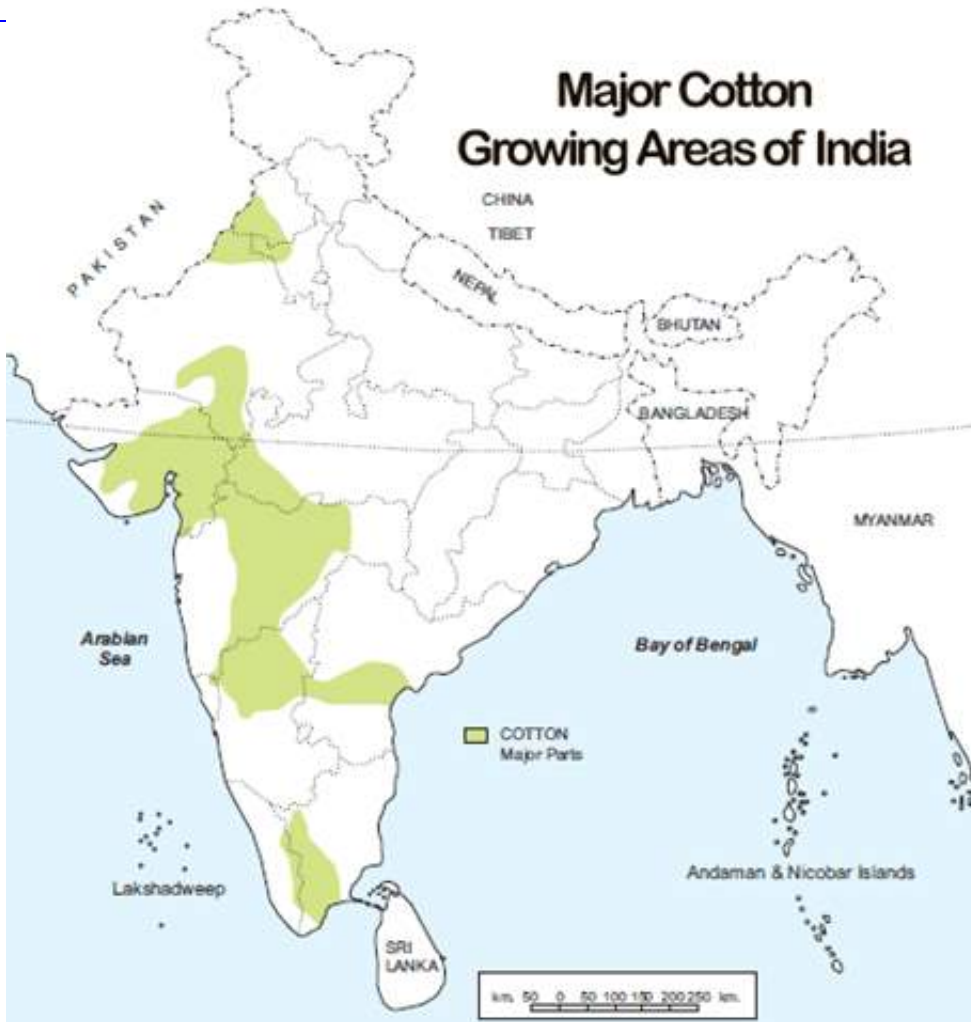 Major Cotton
Growing Areas of India
CHINA
TIBET
PAKISTAN
NEPAL
BHUTAN
BANGLADESH
MYANMAR
Arabian
Sea
Bay of Bengal
COTTON
Major Parts
Lakshadweep
Andaman & Nicobar Islands
SRI
LANKA
km. 50 0 50 100 150 200 250 km.